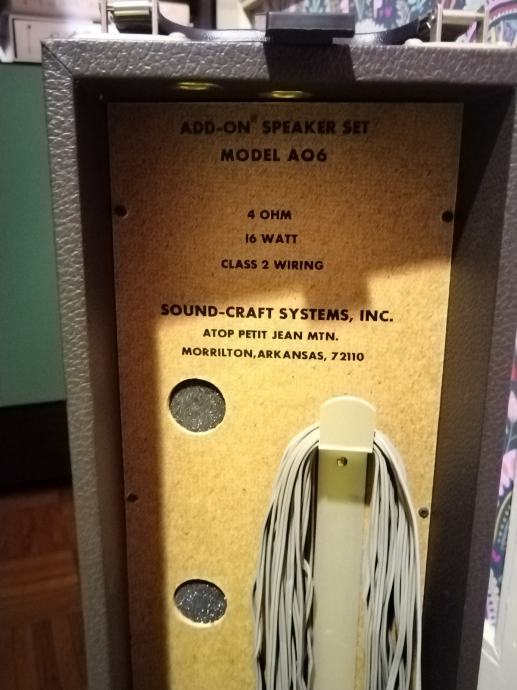 ADD-ON SPEAKER SET
MODEL AO6
4 OHM
16 WATT
CLASS 2 WIRING
SOUND-CRAFT SYSTEMS, INC.
ATOP PETIT JEAN MTN.
MORRILTON,ARKANSAS, 72110